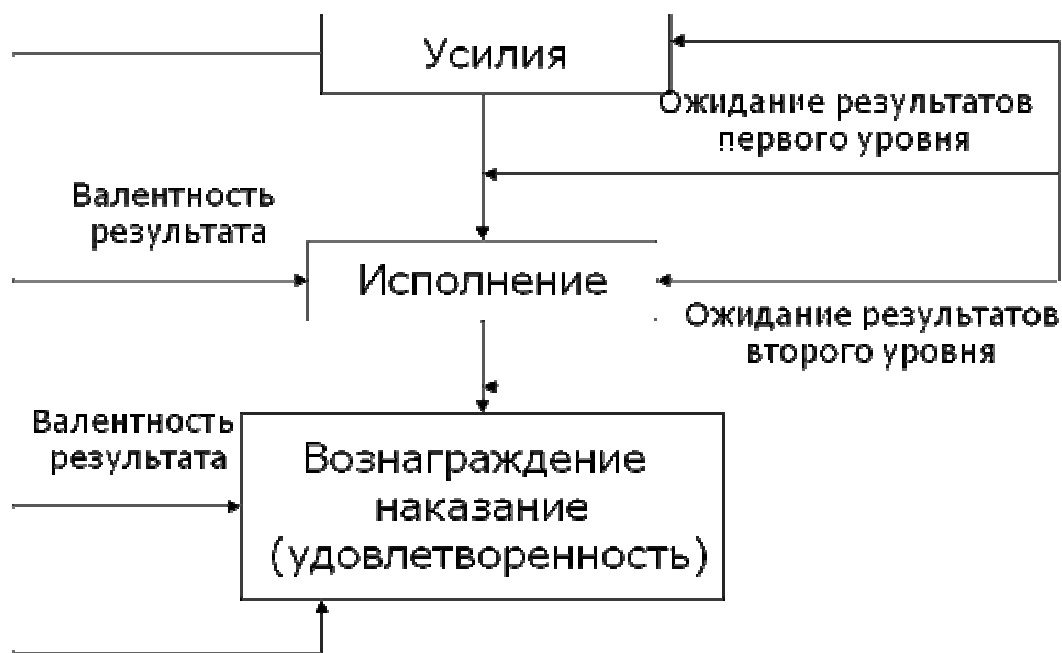 Усилия
Ожидание результатов
первого уровня
Валентность
результата
Исполнение
Ожидание результатов
второго уровня
Валентность
результата
Вознаграждение
наказание
(удовлетворенность)